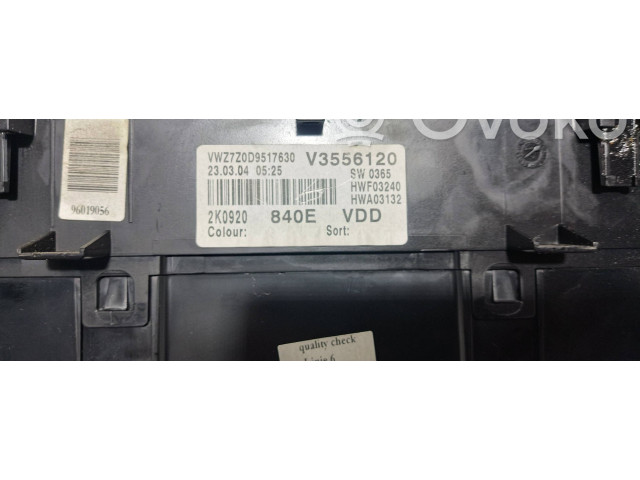 Ovoko
VWZ7Z0D9517630 V3556120
23.03.04 05:25 SW 0365
HWF03240
HWA03132
2K0920 840E VDD
Colour: Sort:
96019056
quality check